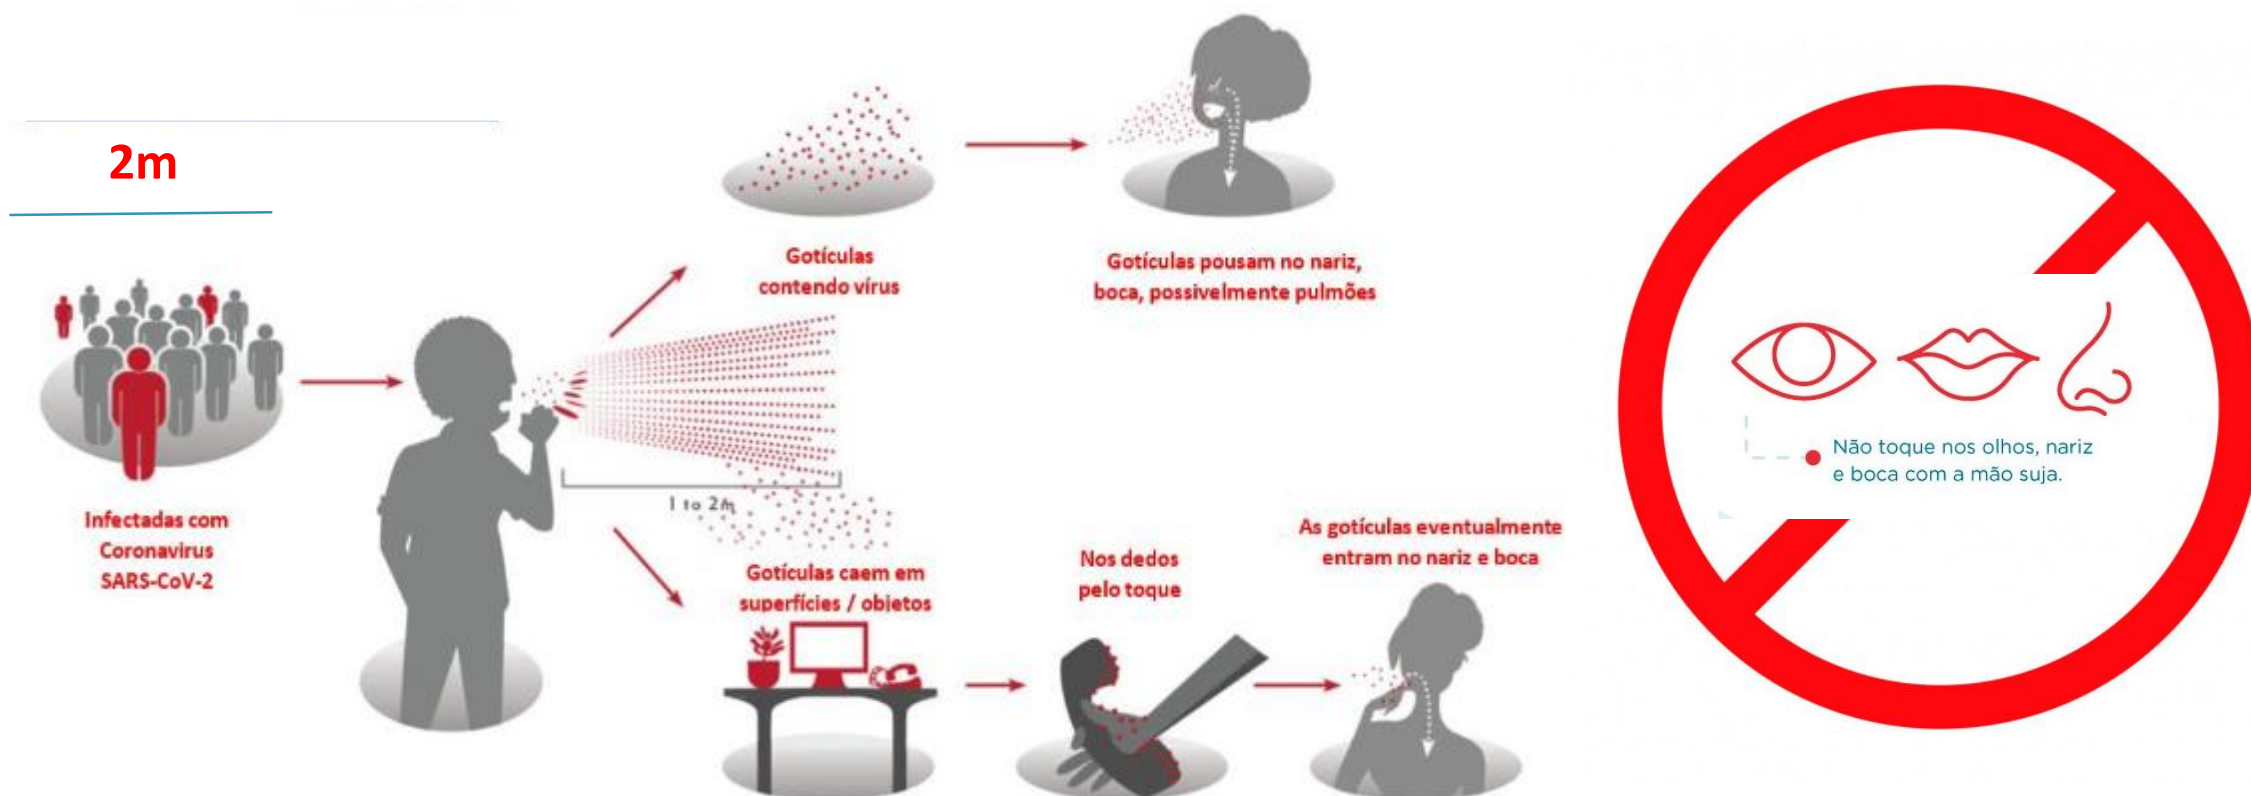 2m
Infectadas com
Coronavirus
SARS-CoV-2
Gotículas
contendo vírus
Gotículas pousam no nariz,
boca, possivelmente pulmões
1 to 2m
Gotículas caem em
superfícies / objetos
Nos dedos
pelo toque
As gotículas eventualmente
entram no nariz e boca
Não toque nos olhos, nariz
e boca com a mão suja.